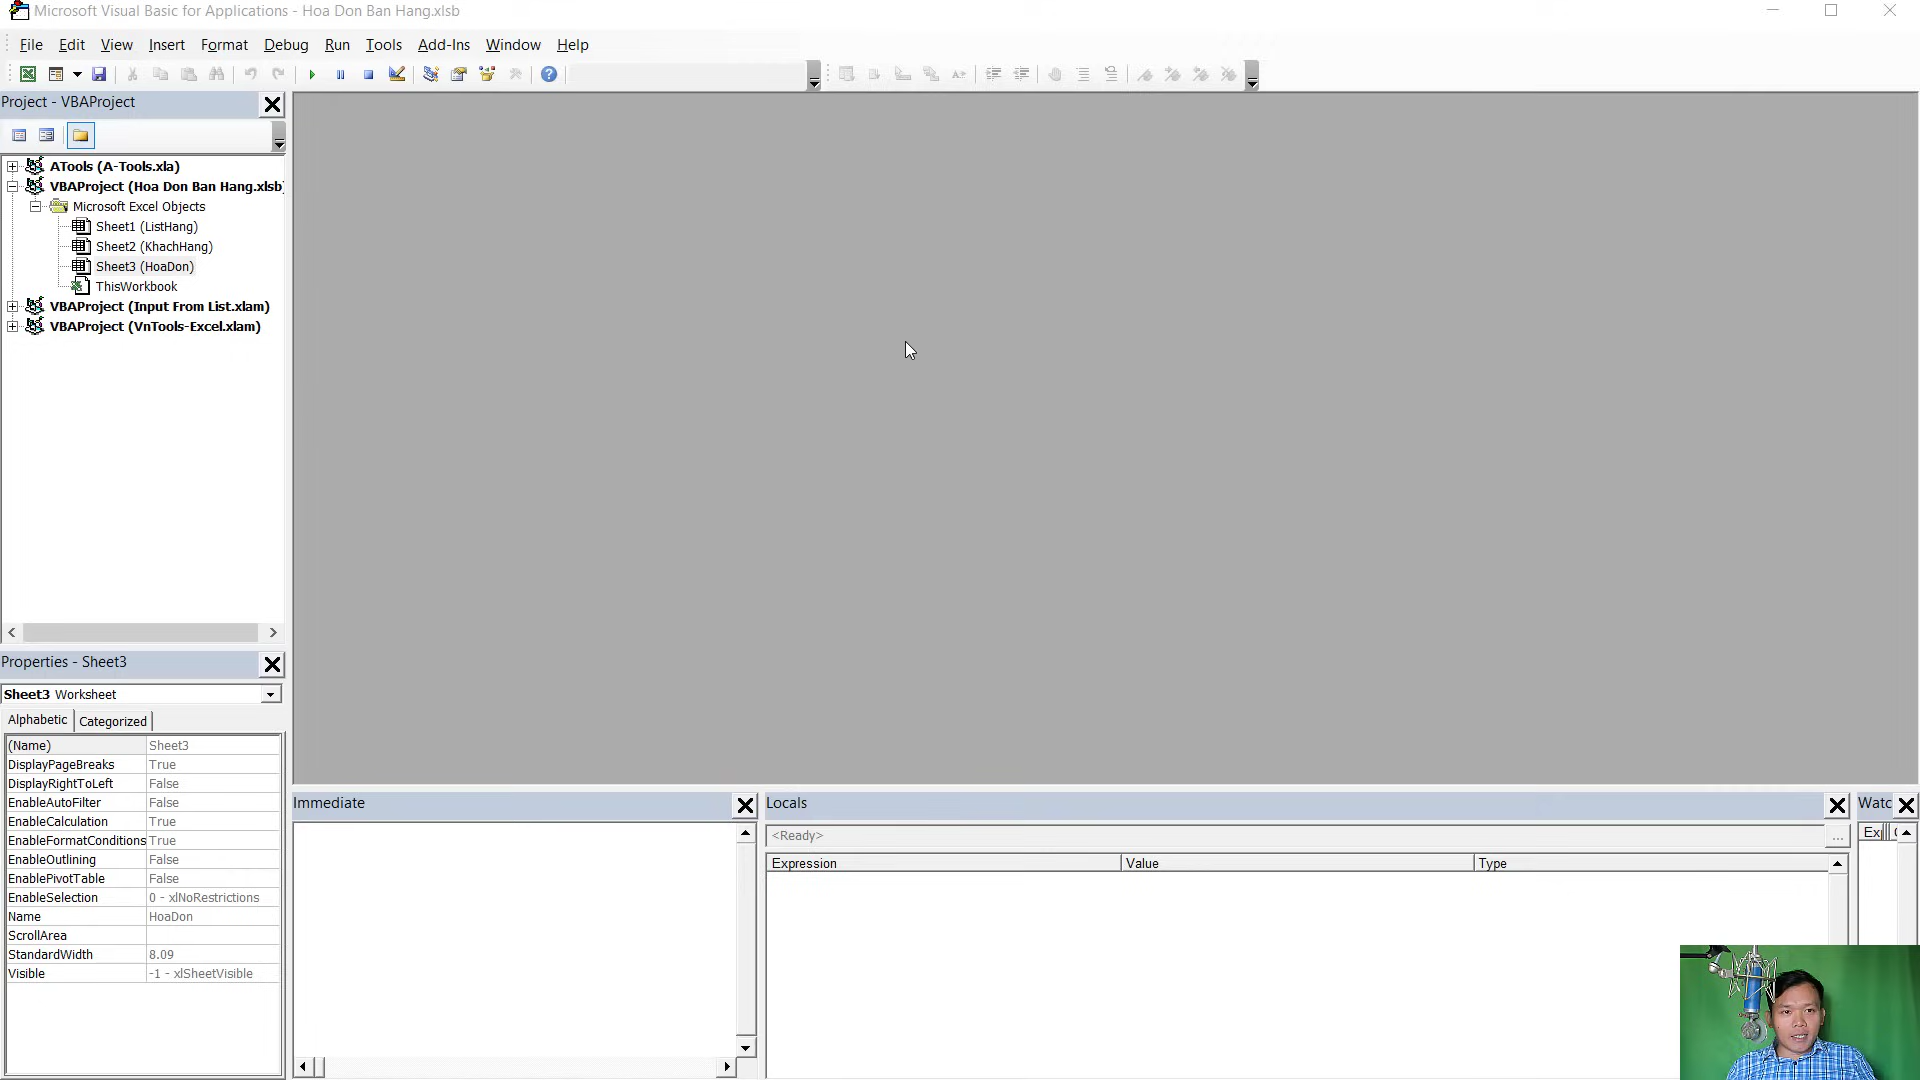 Microsoft Visual Basic for Applications - Hoa Don Ban Hang.xlsb
File Edit View Insert Format Debug Run Tools Add-Ins Window Help
Project - VBAProject
ATools (A-Tools.xla)
VBAProject (Hoa Don Ban Hang.xlsb)
Microsoft Excel Objects
Sheet1 (ListHang)
Sheet2 (KhachHang)
Sheet3 (HoaDon)
ThisWorkbook
VBAProject (Input From List.xlam)
VBAProject (VnTools-Excel.xlam)
Properties - Sheet3
Sheet3 Worksheet
Alphabetic Categorized
(Name) Sheet3
DisplayPageBreaks True
DisplayRightToLeft False
EnableAutoFilter False
EnableCalculation True
EnableFormatConditions True
EnableOutlining False
EnablePivotTable False
EnableSelection 0 - xlNoRestrictions
Name HoaDon
ScrollArea
StandardWidth 8.09
Visible -1 - xlSheetVisible
Immediate
Locals
<Ready>
...
Expression Value Type
Watc
Ex